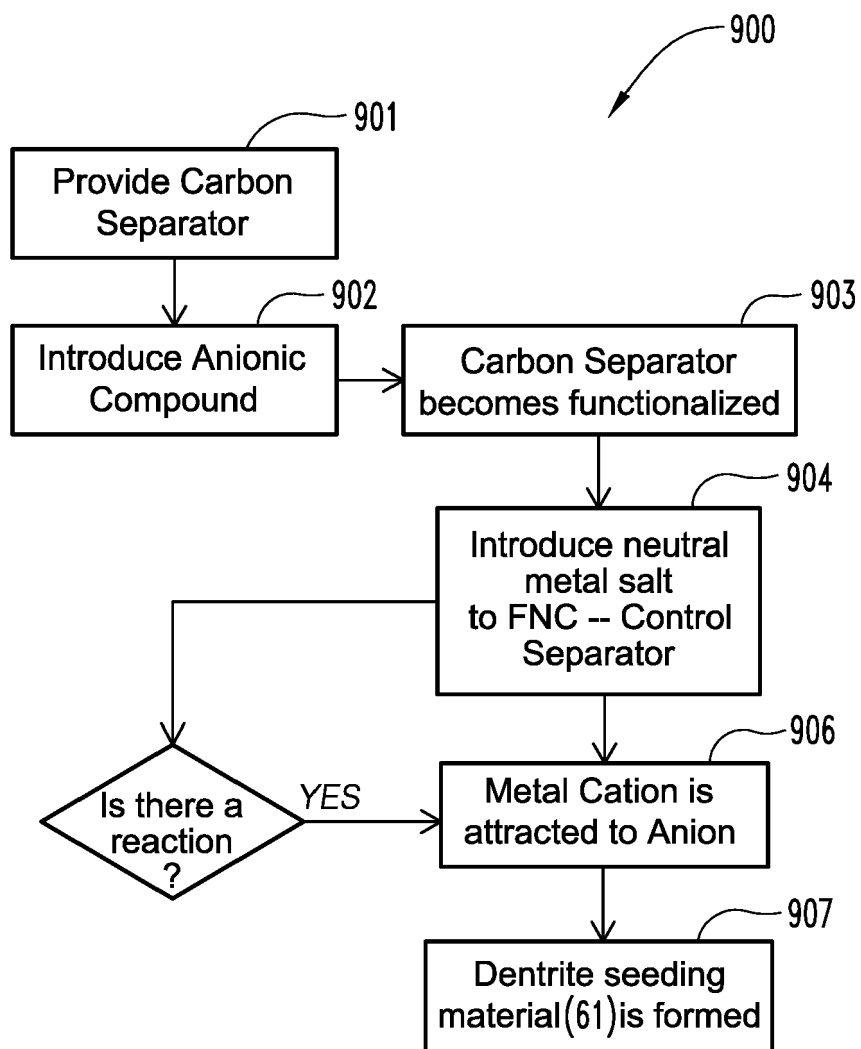 900
901
Provide Carbon
Separator
902
Introduce Anionic
Compound
903
Carbon Separator
becomes functionalized
904
Introduce neutral
metal salt
to FNC -- Control
Separator
Is there a
reaction
?
YES
906
Metal Cation is
attracted to Anion
907
Dentrite seeding
material(61)is formed